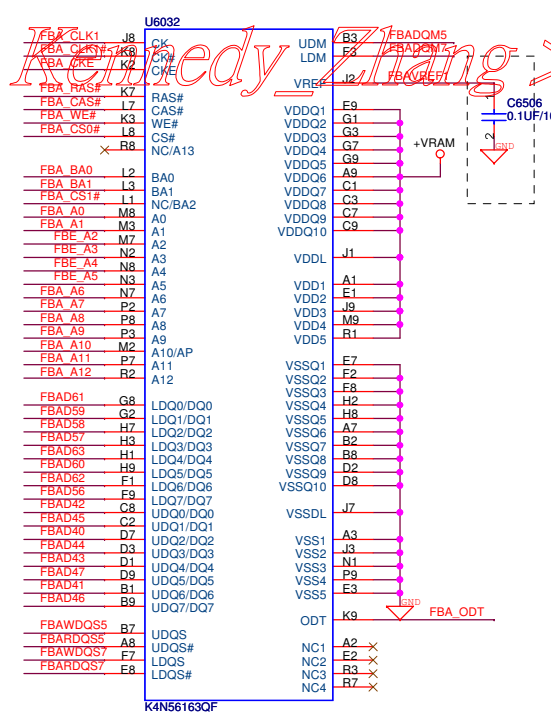 U6032
FBA_CLK1 J8 CK UDM B3 FBADQM5
FBA_CLK1# K8 CK# LDM F3 FBADQM7
FBA_CKE K2 CKE
Kennedy_Zhang
VREF J2 FBAVREF1
FBA_RAS# K7 RAS# 1 C6506
FBA_CAS# L7 CAS# VDDQ1 E9 0.1UF/16
FBA_WE# K3 WE# VDDQ2 G1
FBA_CS0# L8 CS# VDDQ3 G3 2
R8 NC/A13 VDDQ4 G7 +VRAM GND
VDDQ5 G9
FBA_BA0 L2 BA0 VDDQ6 A9
FBA_BA1 L3 BA1 VDDQ7 C1
FBA_CS1# L1 NC/BA2 VDDQ8 C3
FBA_A0 M8 A0 VDDQ9 C7
FBA_A1 M3 A1 VDDQ10 C9
FBE_A2 M7 A2
FBE_A3 N2 A3 VDDL J1
FBE_A4 N8 A4
FBE_A5 N3 A5 VDD1 A1
FBA_A6 N7 A6 VDD2 E1
FBA_A7 P2 A7 VDD3 J9
FBA_A8 P8 A8 VDD4 M9
FBA_A9 P3 A9 VDD5 R1
FBA_A10 M2 A10/AP
FBA_A11 P7 A11 VSSQ1 E7
FBA_A12 R2 A12 VSSQ2 F2
VSSQ3 F8
FBAD61 G8 LDQ0/DQ0 VSSQ4 H2
FBAD59 G2 LDQ1/DQ1 VSSQ5 H8
FBAD58 H7 LDQ2/DQ2 VSSQ6 A7
FBAD57 H3 LDQ3/DQ3 VSSQ7 B2
FBAD63 H1 LDQ4/DQ4 VSSQ8 B8
FBAD60 H9 LDQ5/DQ5 VSSQ9 D2
FBAD62 F1 LDQ6/DQ6 VSSQ10 D8
FBAD56 F9 LDQ7/DQ7
FBAD42 C8 UDQ0/DQ0 VSSDL J7
FBAD45 C2 UDQ1/DQ1
FBAD40 D7 UDQ2/DQ2 VSS1 A3
FBAD44 D3 UDQ3/DQ3 VSS2 J3
FBAD43 D1 UDQ4/DQ4 VSS3 N1
FBAD47 D9 UDQ5/DQ5 VSS4 P9
FBAD41 B1 UDQ6/DQ6 VSS5 E3
FBAD46 B9 UDQ7/DQ7 GND
ODT K9 FBA_ODT
FBAWDQS5 B7 UDQS
FBARDQS5 A8 UDQS# NC1 A2
FBAWDQS7 F7 LDQS NC2 E2
FBARDQS7 E8 LDQS# NC3 R3
NC4 R7
K4N56163QF